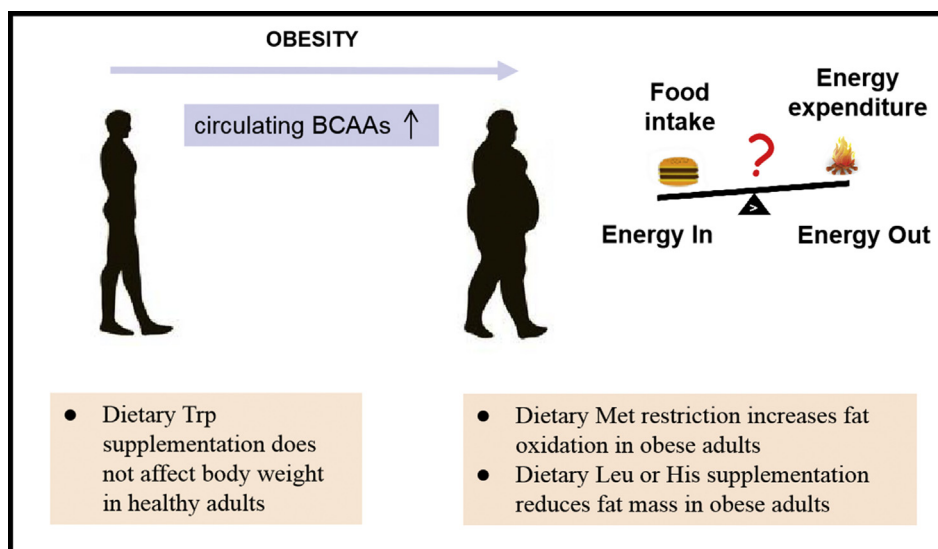 OBESITY
circulating BCAAs ↑
Food
intake
Energy
expenditure
?
>
Energy In
Energy Out
● Dietary Trp
supplementation does
not affect body weight
in healthy adults
● Dietary Met restriction increases fat
oxidation in obese adults
● Dietary Leu or His supplementation
reduces fat mass in obese adults